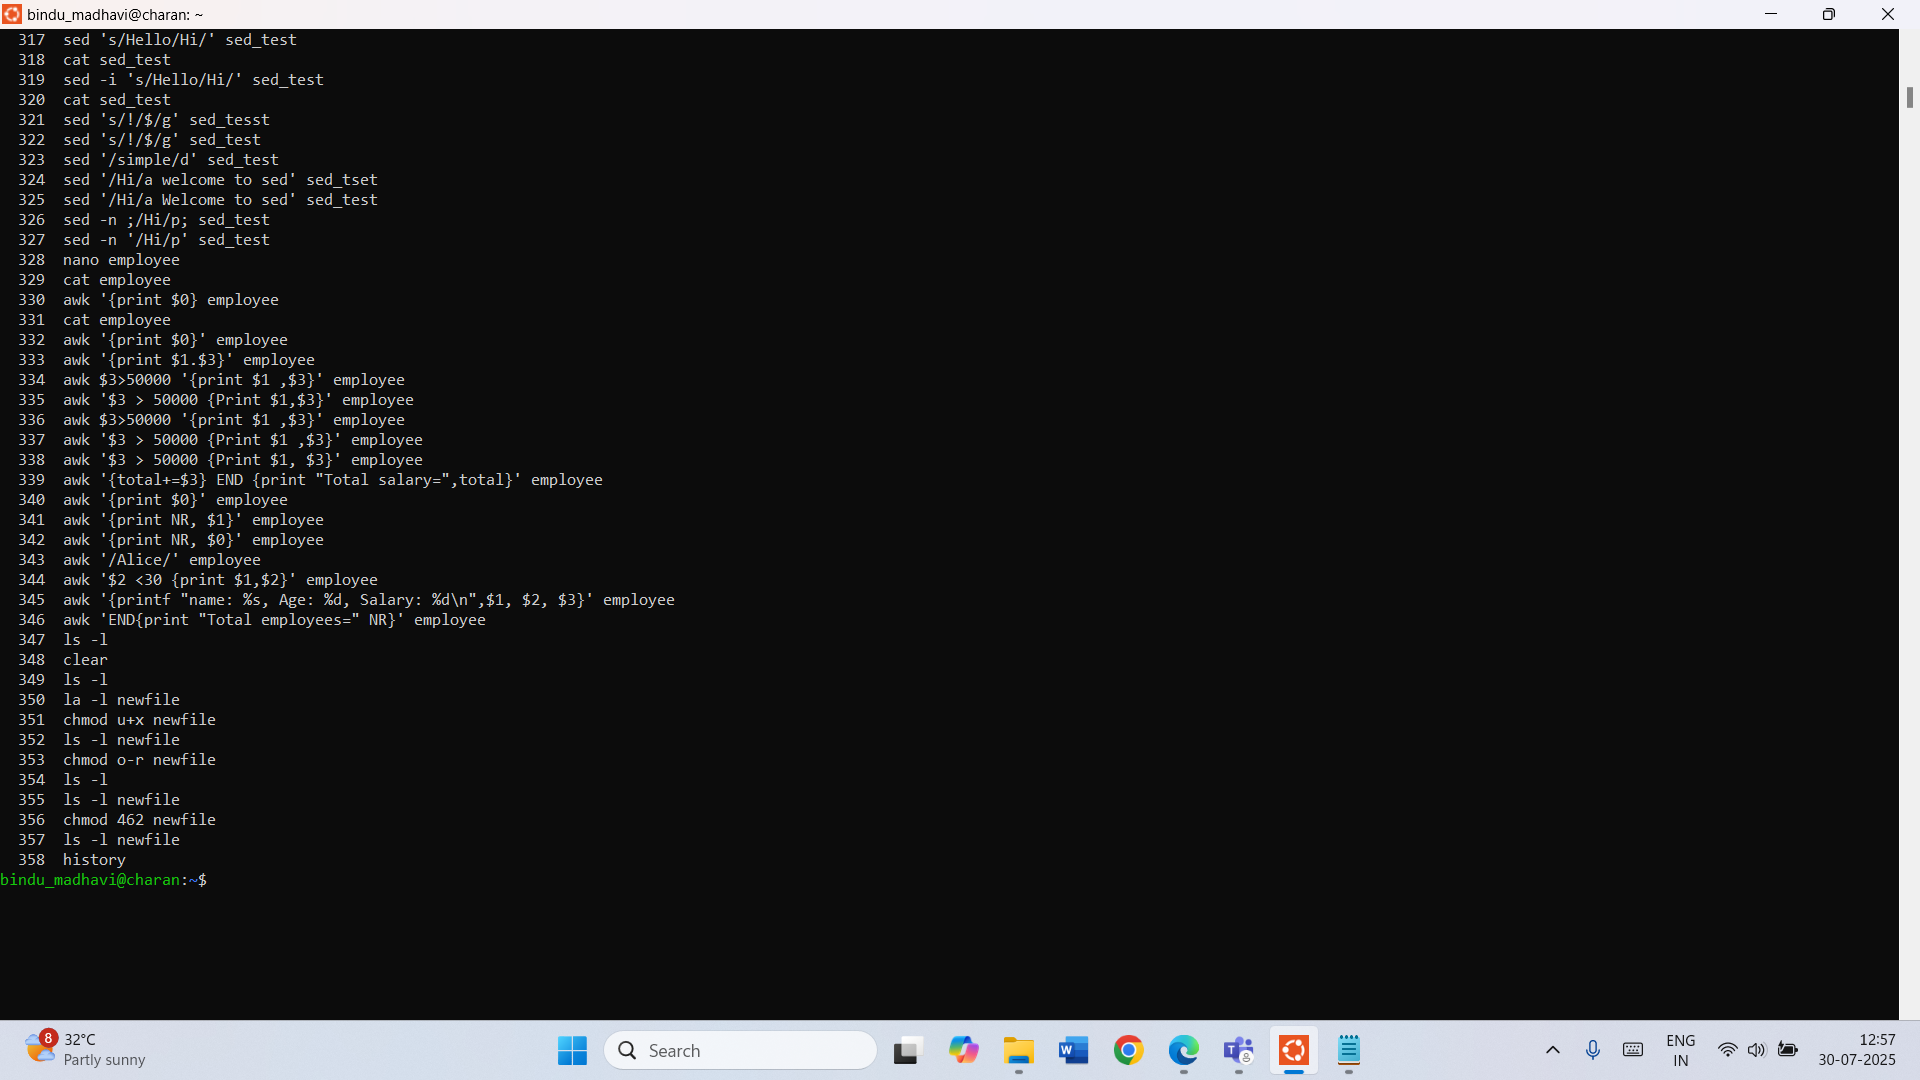 bindu_madhavi@charan: ~
317 sed 's/Hello/Hi/' sed_test
318 cat sed_test
319 sed -i 's/Hello/Hi/' sed_test
320 cat sed_test
321 sed 's/!/$/g' sed_tesst
322 sed 's/!/$/g' sed_test
323 sed '/simple/d' sed_test
324 sed '/Hi/a welcome to sed' sed_tset
325 sed '/Hi/a Welcome to sed' sed_test
326 sed -n ;/Hi/p; sed_test
327 sed -n '/Hi/p' sed_test
328 nano employee
329 cat employee
330 awk '{print $0} employee
331 cat employee
332 awk '{print $0}' employee
333 awk '{print $1.$3}' employee
334 awk $3>50000 '{print $1 ,$3}' employee
335 awk '$3 > 50000 {Print $1,$3}' employee
336 awk $3>50000 '{print $1 ,$3}' employee
337 awk '$3 > 50000 {Print $1 ,$3}' employee
338 awk '$3 > 50000 {Print $1, $3}' employee
339 awk '{total+=$3} END {print "Total salary=",total}' employee
340 awk '{print $0}' employee
341 awk '{print NR, $1}' employee
342 awk '{print NR, $0}' employee
343 awk '/Alice/' employee
344 awk '$2 <30 {print $1,$2}' employee
345 awk '{printf "name: %s, Age: %d, Salary: %d\n",$1, $2, $3}' employee
346 awk 'END{print "Total employees=" NR}' employee
347 ls -l
348 clear
349 ls -l
350 la -l newfile
351 chmod u+x newfile
352 ls -l newfile
353 chmod o-r newfile
354 ls -l
355 ls -l newfile
356 chmod 462 newfile
357 ls -l newfile
358 history
bindu_madhavi@charan:~$
8
32°C
Partly sunny
Search
W
T
ENG
IN
12:57
30-07-2025